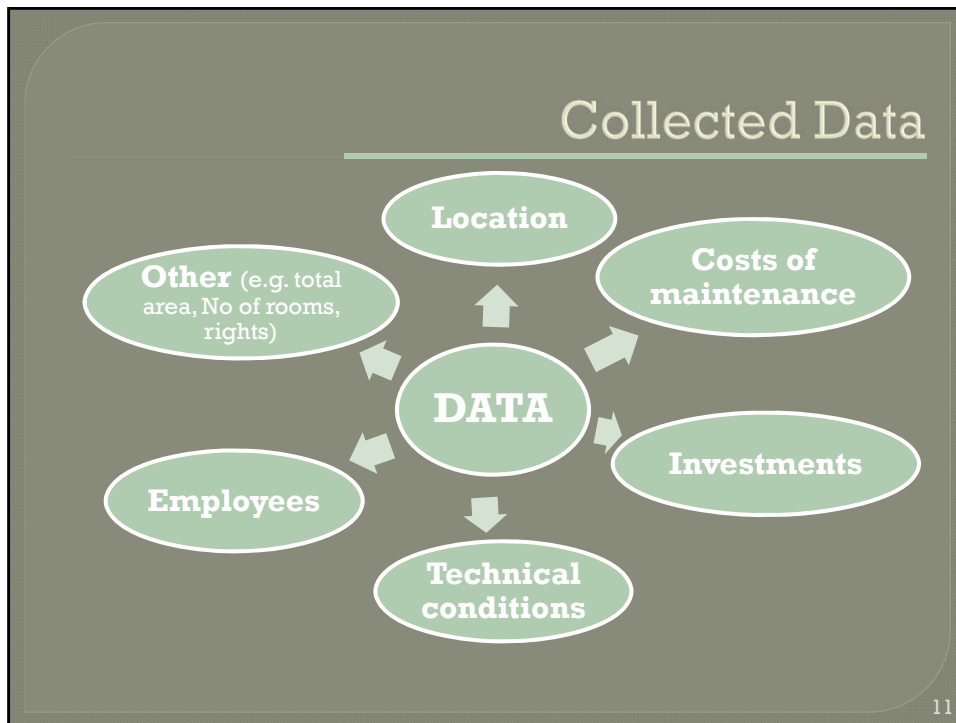 Collected Data
Location
Costs of
maintenance
Other (e.g. total
area, No of rooms,
rights)
DATA
Investments
Employees
Technical
conditions
11